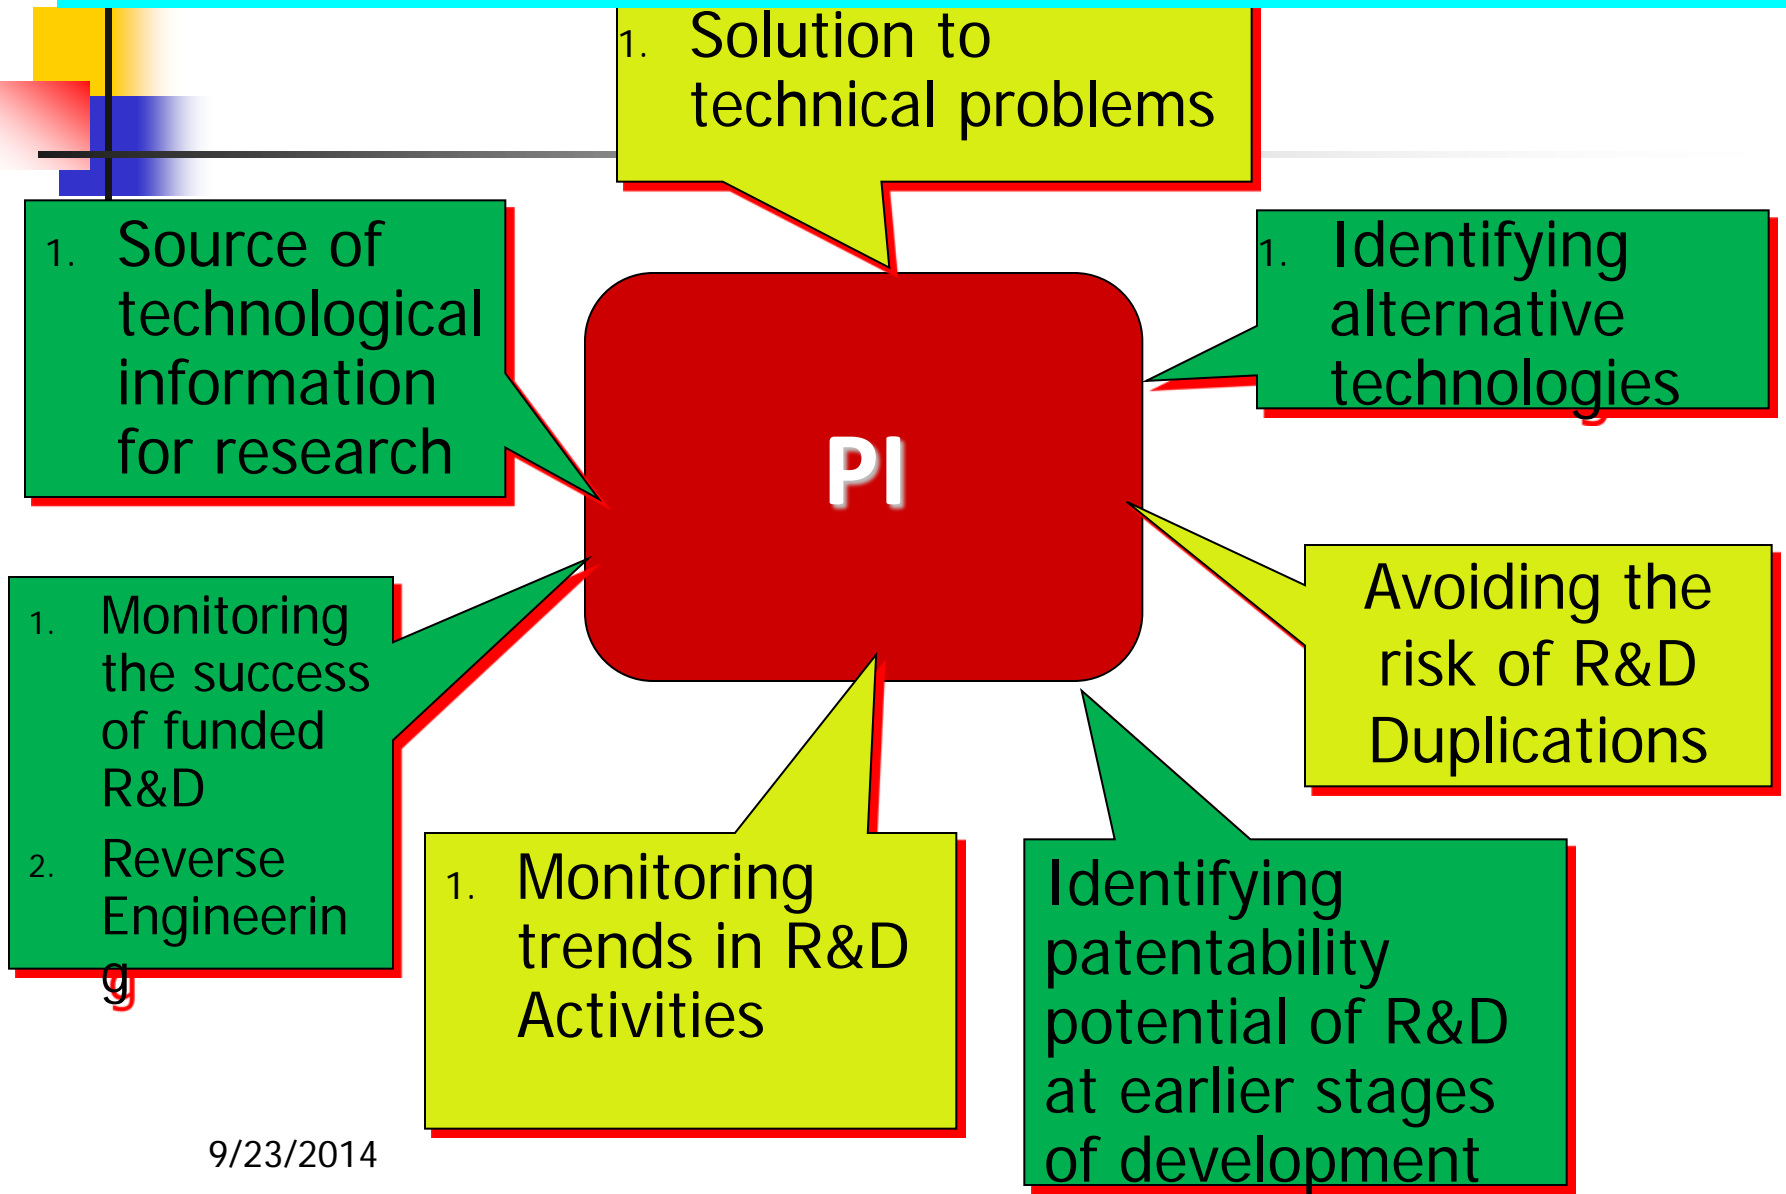 1. Solution to
technical problems
1. Source of
technological
information
for research
1. Identifying
alternative
technologies
PI
Avoiding the
risk of R&D
Duplications
1. Monitoring
the success
of funded
R&D
2. Reverse
Engineerin
g
1. Monitoring
trends in R&D
Activities
Identifying
patentability
potential of R&D
at earlier stages
of development
9/23/2014